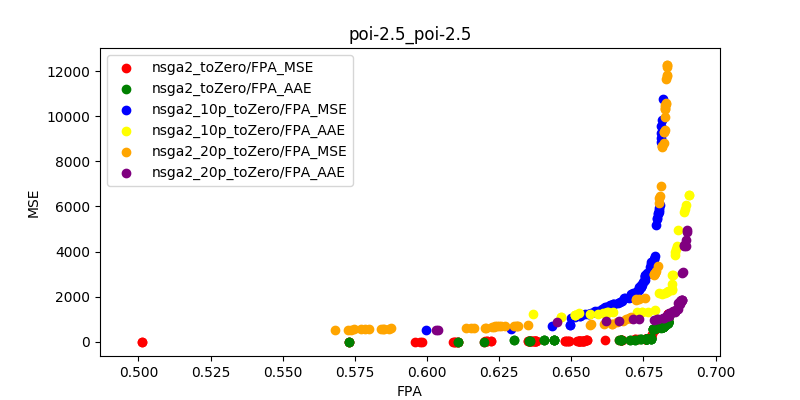 poi-2.5_poi-2.5
nsga2_toZero/FPA_MSE
nsga2_toZero/FPA_AAE
nsga2_10p_toZero/FPA_MSE
nsga2_10p_toZero/FPA_AAE
nsga2_20p_toZero/FPA_MSE
nsga2_20p_toZero/FPA_AAE
MSE
12000
10000
8000
6000
4000
2000
0
0.500 0.525 0.550 0.575 0.600 0.625 0.650 0.675 0.700
FPA